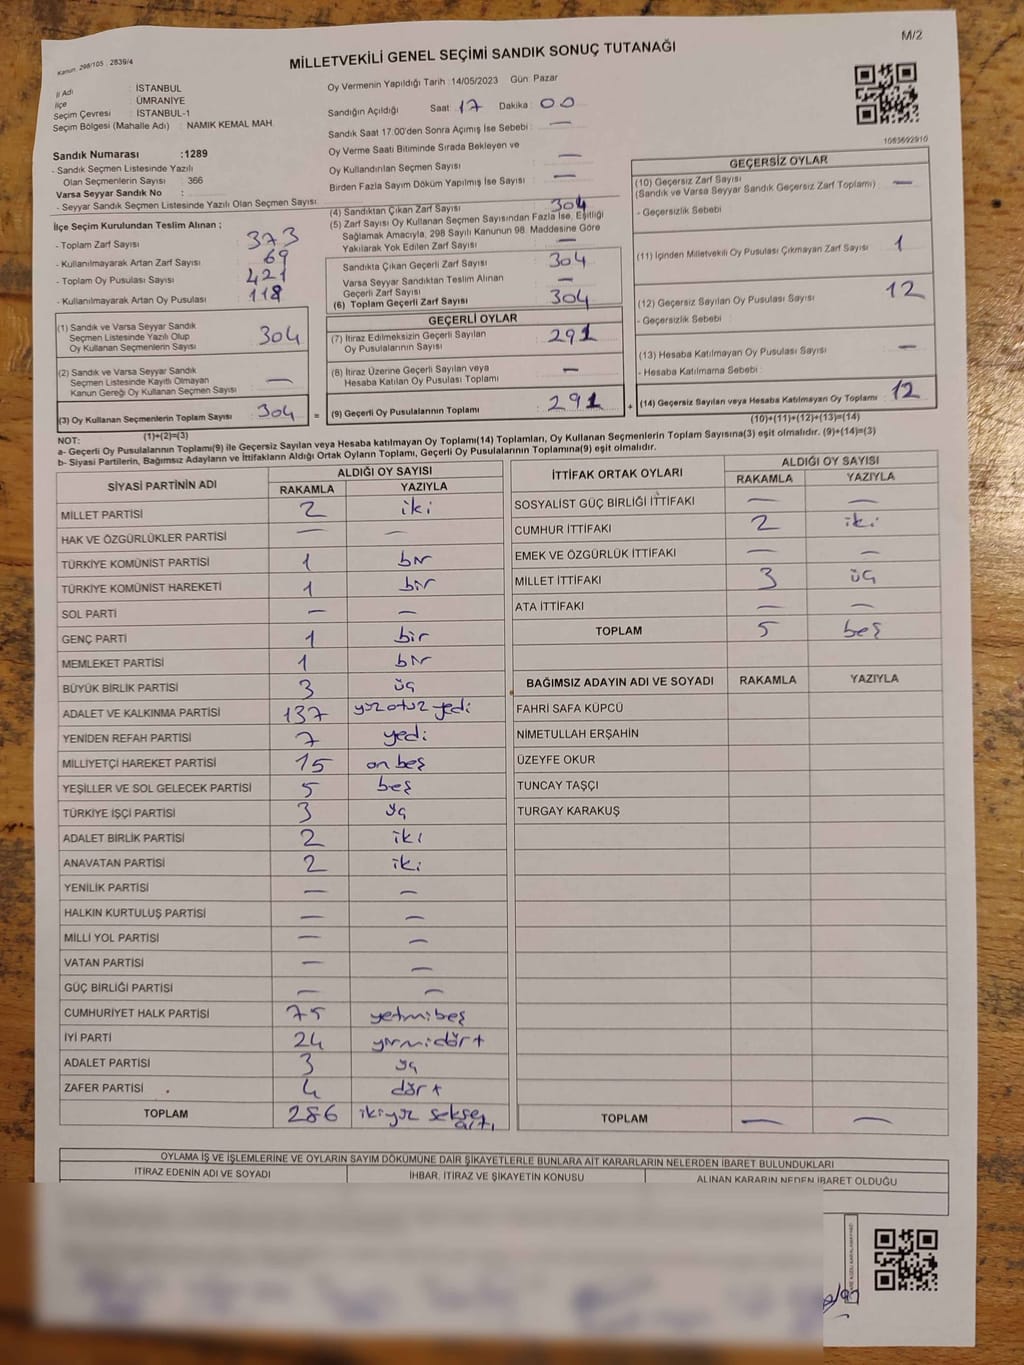 Kanun: 298/105 , 2839/4
M/2
MİLLETVEKİLİ GENEL SEÇİMİ SANDIK SONUÇ TUTANAĞI
İl Adı : İSTANBUL
İlçe : ÜMRANİYE
Seçim Çevresi : İSTANBUL-1
Seçim Bölgesi (Mahalle Adı) : NAMIK KEMAL MAH.
Sandık Numarası :1289
- Sandık Seçmen Listesinde Yazılı
Olan Seçmenlerin Sayısı : 366
Varsa Seyyar Sandık No :
- Seyyar Sandık Seçmen Listesinde Yazılı Olan Seçmen Sayısı :
Oy Vermenin Yapıldığı Tarih : 14/05/2023 Gün: Pazar
Sandığın Açıldığı Saat : 17 Dakika : 00
Sandık Saat 17.00'den Sonra Açımış İse Sebebi : —
Oy Verme Saati Bitiminde Sırada Bekleyen ve
Oy Kullandırılan Seçmen Sayısı : —
Birden Fazla Sayım Döküm Yapılmış İse Sayısı : —
1083692910
İlçe Seçim Kurulundan Teslim Alınan ;
- Toplam Zarf Sayısı : 373
- Kullanılmayarak Artan Zarf Sayısı : 69
- Toplam Oy Pusulası Sayısı : 421
- Kullanılmayarak Artan Oy Pusulası : 118
(4) Sandıktan Çıkan Zarf Sayısı : 304
(5) Zarf Sayısı Oy Kullanan Seçmen Sayısından Fazla İse, Eşitliği
Sağlamak Amacıyla, 298 Sayılı Kanunun 98. Maddesine Göre
Yakılarak Yok Edilen Zarf Sayısı : —
Sandıkta Çıkan Geçerli Zarf Sayısı : 304
Varsa Seyyar Sandıktan Teslim Alınan
Geçerli Zarf Sayısı : —
(6) Toplam Geçerli Zarf Sayısı : 304
GEÇERSİZ OYLAR
(10) Geçersiz Zarf Sayısı
(Sandık ve Varsa Seyyar Sandık Geçersiz Zarf Toplamı) : —
- Geçersizlik Sebebi :
(11) İçinden Milletvekili Oy Pusulası Çıkmayan Zarf Sayısı : 1
(12) Geçersiz Sayılan Oy Pusulası Sayısı : 12
- Geçersizlik Sebebi :
(13) Hesaba Katılmayan Oy Pusulası Sayısı : —
- Hesaba Katılmama Sebebi :
(14) Geçersiz Sayılan veya Hesaba Katılmayan Oy Toplamı : 12
(10)+(11)+(12)+(13)=(14)
(1) Sandık ve Varsa Seyyar Sandık
Seçmen Listesinde Yazılı Olup
Oy Kullanan Seçmenlerin Sayısı : 304
(2) Sandık ve Varsa Seyyar Sandık
Seçmen Listesinde Kayıtlı Olmayan
Kanun Gereği Oy Kullanan Seçmen Sayısı : —
(3) Oy Kullanan Seçmenlerin Toplam Sayısı : 304 =
(1)+(2)=(3)
GEÇERLİ OYLAR
(7) İtiraz Edilmeksizin Geçerli Sayılan
Oy Pusulalarının Sayısı : 291
(8) İtiraz Üzerine Geçerli Sayılan veya
Hesaba Katılan Oy Pusulası Toplamı : —
(9) Geçerli Oy Pusulalarının Toplamı : 291 +
NOT:
a- Geçerli Oy Pusulalarının Toplamı(9) ile Geçersiz Sayılan veya Hesaba katılmayan Oy Toplamı(14) Toplamları, Oy Kullanan Seçmenlerin Toplam Sayısına(3) eşit olmalıdır. (9)+(14)=(3)
b- Siyasi Partilerin, Bağımsız Adayların ve İttifakların Aldığı Ortak Oyların Toplamı, Geçerli Oy Pusulalarının Toplamına(9) eşit olmalıdır.
SİYASİ PARTİNİN ADI ALDIĞI OY SAYISI
RAKAMLA YAZIYLA
MİLLET PARTİSİ 2 iki
HAK VE ÖZGÜRLÜKLER PARTİSİ — —
TÜRKİYE KOMÜNİST PARTİSİ 1 bir
TÜRKİYE KOMÜNİST HAREKETİ 1 bir
SOL PARTİ — —
GENÇ PARTİ 1 bir
MEMLEKET PARTİSİ 1 bir
BÜYÜK BİRLİK PARTİSİ 3 üç
ADALET VE KALKINMA PARTİSİ 137 yüz otuz yedi
YENİDEN REFAH PARTİSİ 7 yedi
MİLLİYETÇİ HAREKET PARTİSİ 15 on beş
YEŞİLLER VE SOL GELECEK PARTİSİ 5 beş
TÜRKİYE İŞÇİ PARTİSİ 3 üç
ADALET BİRLİK PARTİSİ 2 iki
ANAVATAN PARTİSİ 2 iki
YENİLİK PARTİSİ — —
HALKIN KURTULUŞ PARTİSİ — —
MİLLİ YOL PARTİSİ — —
VATAN PARTİSİ — —
GÜÇ BİRLİĞİ PARTİSİ — —
CUMHURİYET HALK PARTİSİ 75 yetmibeş
İYİ PARTİ 24 yirmidört
ADALET PARTİSİ 3 üç
ZAFER PARTİSİ 4 dört
TOPLAM 286 ikiyüz seksen altı
İTTİFAK ORTAK OYLARI ALDIĞI OY SAYISI
RAKAMLA YAZIYLA
SOSYALİST GÜÇ BİRLİĞİ İTTİFAKI — —
CUMHUR İTTİFAKI 2 iki
EMEK VE ÖZGÜRLÜK İTTİFAKI — —
MİLLET İTTİFAKI 3 üç
ATA İTTİFAKI — —
TOPLAM 5 beş
BAĞIMSIZ ADAYIN ADI VE SOYADI RAKAMLA YAZIYLA
FAHRİ SAFA KÜPCÜ
NİMETULLAH ERŞAHİN
ÜZEYFE OKUR
TUNCAY TAŞÇI
TURGAY KARAKUŞ
TOPLAM — —
OYLAMA İŞ VE İŞLEMLERİNE VE OYLARIN SAYIM DÖKÜMÜNE DAİR ŞİKAYETLERLE BUNLARA AİT KARARLARIN NELERDEN İBARET BULUNDUKLARI
İTİRAZ EDENİN ADI VE SOYADI İHBAR, İTİRAZ VE ŞİKAYETİN KONUSU ALINAN KARARIN NEDEN İBARET OLDUĞU